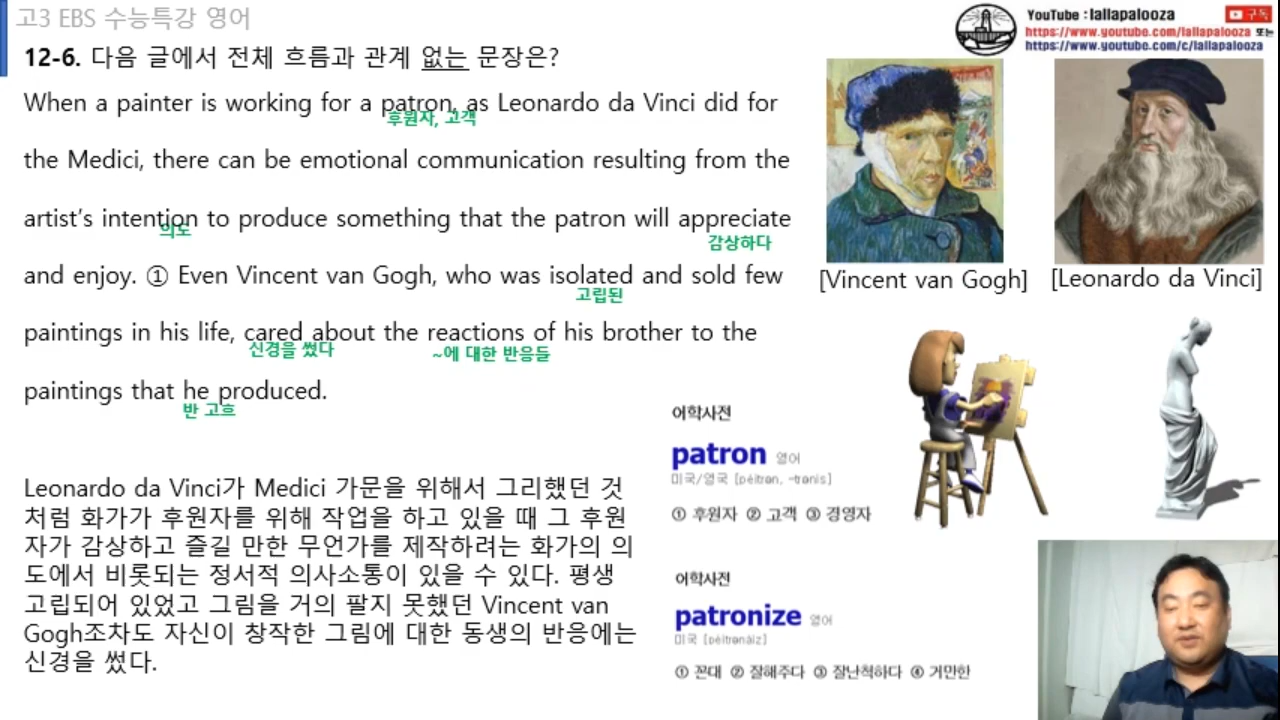 고3 EBS 수능특강 영어
YouTube : lallapalooza
구독
https://www.youtube.com/lallapalooza 또는
https://www.youtube.com/c/lallapalooza
12-6. 다음 글에서 전체 흐름과 관계 없는 문장은?
When a painter is working for a patron, as Leonardo da Vinci did for
후원자, 고객
the Medici, there can be emotional communication resulting from the
artist's intention to produce something that the patron will appreciate
의도
감상하다
and enjoy. ① Even Vincent van Gogh, who was isolated and sold few
고립된
paintings in his life, cared about the reactions of his brother to the
신경을 썼다
~에 대한 반응들
paintings that he produced.
반 고흐
[Vincent van Gogh]
[Leonardo da Vinci]
Leonardo da Vinci가 Medici 가문을 위해서 그리했던 것
처럼 화가가 후원자를 위해 작업을 하고 있을 때 그 후원
자가 감상하고 즐길 만한 무언가를 제작하려는 화가의 의
도에서 비롯되는 정서적 의사소통이 있을 수 있다. 평생
고립되어 있었고 그림을 거의 팔지 못했던 Vincent van
Gogh조차도 자신이 창작한 그림에 대한 동생의 반응에는
신경을 썼다.
어학사전
patron 영어
미국/영국 [péitrən, -trənis]
① 후원자 ② 고객 ③ 경영자
어학사전
patronize 영어
미국 [péitrənàiz]
① 꼰대 ② 잘해주다 ③ 잘난척하다 ④ 거만한